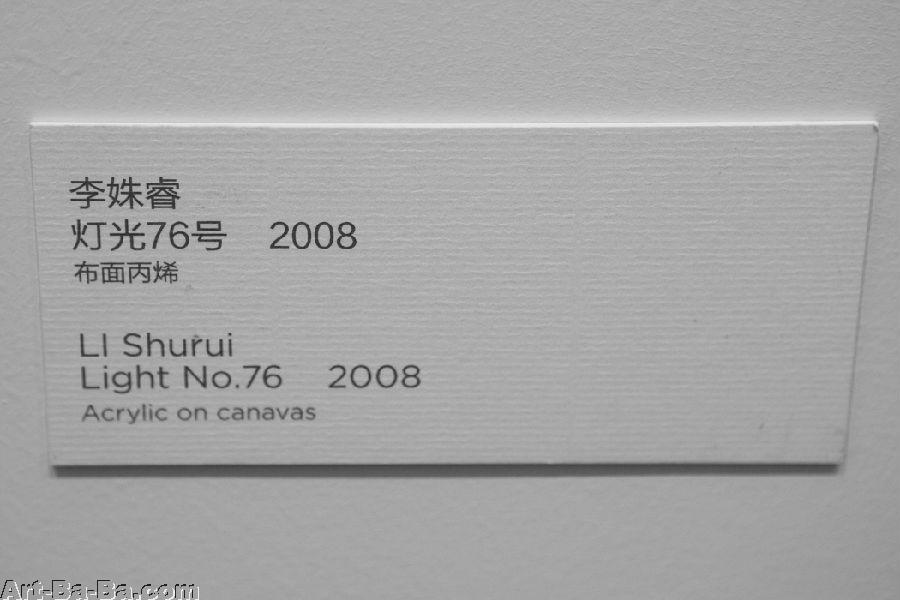 李姝睿
灯光76号 2008
布面丙烯
LI Shurui
Light No.76 2008
Acrylic on canavas
Art-Ba-Ba.com